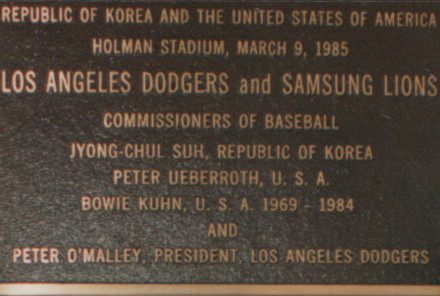 REPUBLIC OF KOREA AND THE UNITED STATES OF AMERICA
HOLMAN STADIUM, MARCH 9, 1985
LOS ANGELES DODGERS and SAMSUNG LIONS
COMMISSIONERS OF BASEBALL
JYONG-CHUL SUH, REPUBLIC OF KOREA
PETER UEBERROTH, U. S. A.
BOWIE KUHN, U. S. A. 1969 - 1984
AND
PETER O'MALLEY, PRESIDENT, LOS ANGELES DODGERS